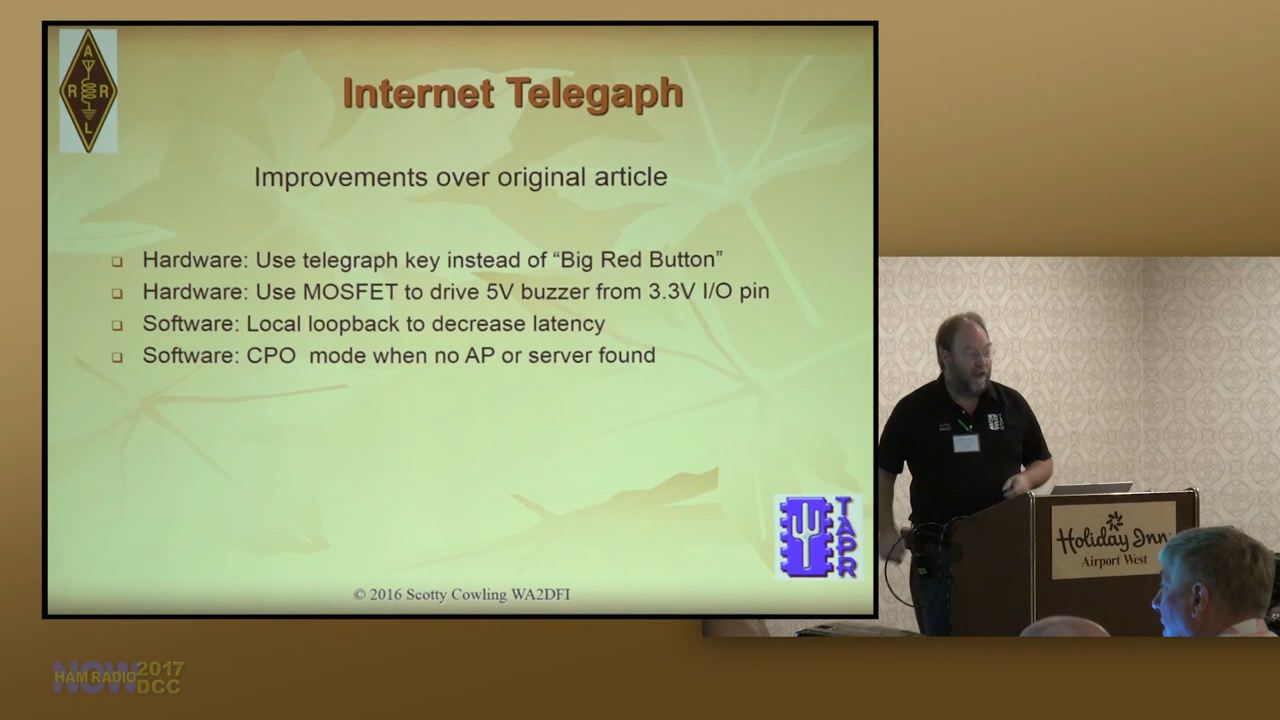 A
R R
L
Internet Telegaph
Improvements over original article
Hardware: Use telegraph key instead of “Big Red Button”
Hardware: Use MOSFET to drive 5V buzzer from 3.3V I/O pin
Software: Local loopback to decrease latency
Software: CPO mode when no AP or server found
TAPR
© 2016 Scotty Cowling WA2DFI
Holiday Inn
Airport West
NOW
HAM RADIO 2017
DCC